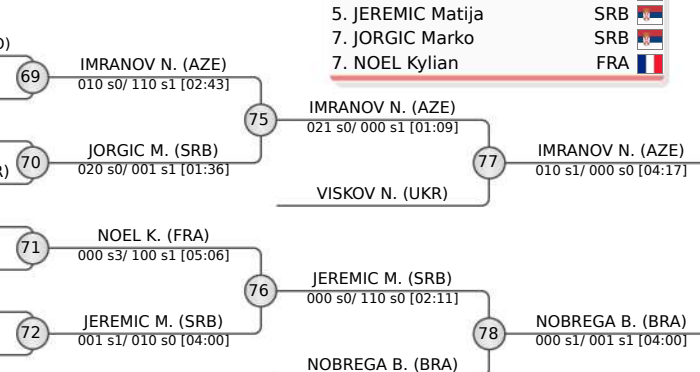 5. JEREMIC Matija SRB
7. JORGIC Marko SRB
7. NOEL Kylian FRA
)
69
IMRANOV N. (AZE)
010 s0/ 110 s1 [02:43]
75
IMRANOV N. (AZE)
021 s0/ 000 s1 [01:09]
70
JORGIC M. (SRB)
020 s0/ 001 s1 [01:36]
77
IMRANOV N. (AZE)
010 s1/ 000 s0 [04:17]
VISKOV N. (UKR)
71
NOEL K. (FRA)
000 s3/ 100 s1 [05:06]
76
JEREMIC M. (SRB)
000 s0/ 110 s0 [02:11]
72
JEREMIC M. (SRB)
001 s1/ 010 s0 [04:00]
78
NOBREGA B. (BRA)
000 s1/ 001 s1 [04:00]
NOBREGA B. (BRA)